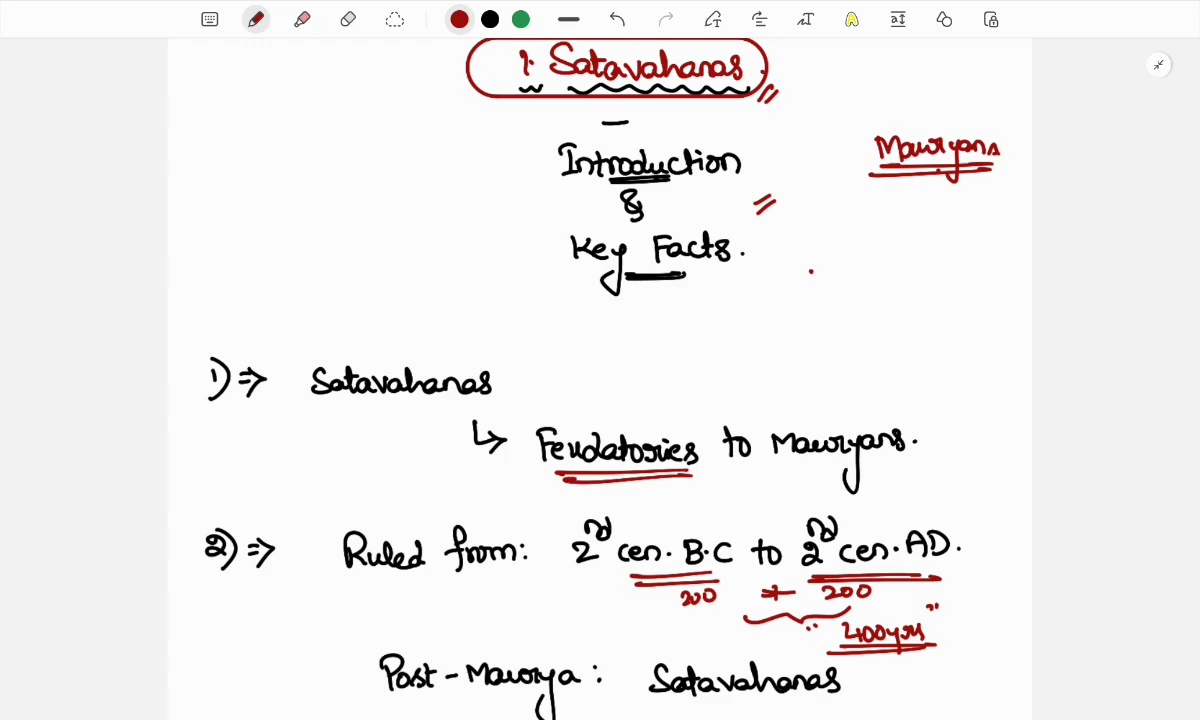 1. Satavahanas.
Introduction
&
Key Facts.
Mauryans
1) ⇒ Satavahanas
↳ Feudatories to Mauryans.
2) ⇒ Ruled from: 2nd cen. B.C to 2nd cen. AD.
200 + 200
400yrs
Post-Maurya: Satavahanas